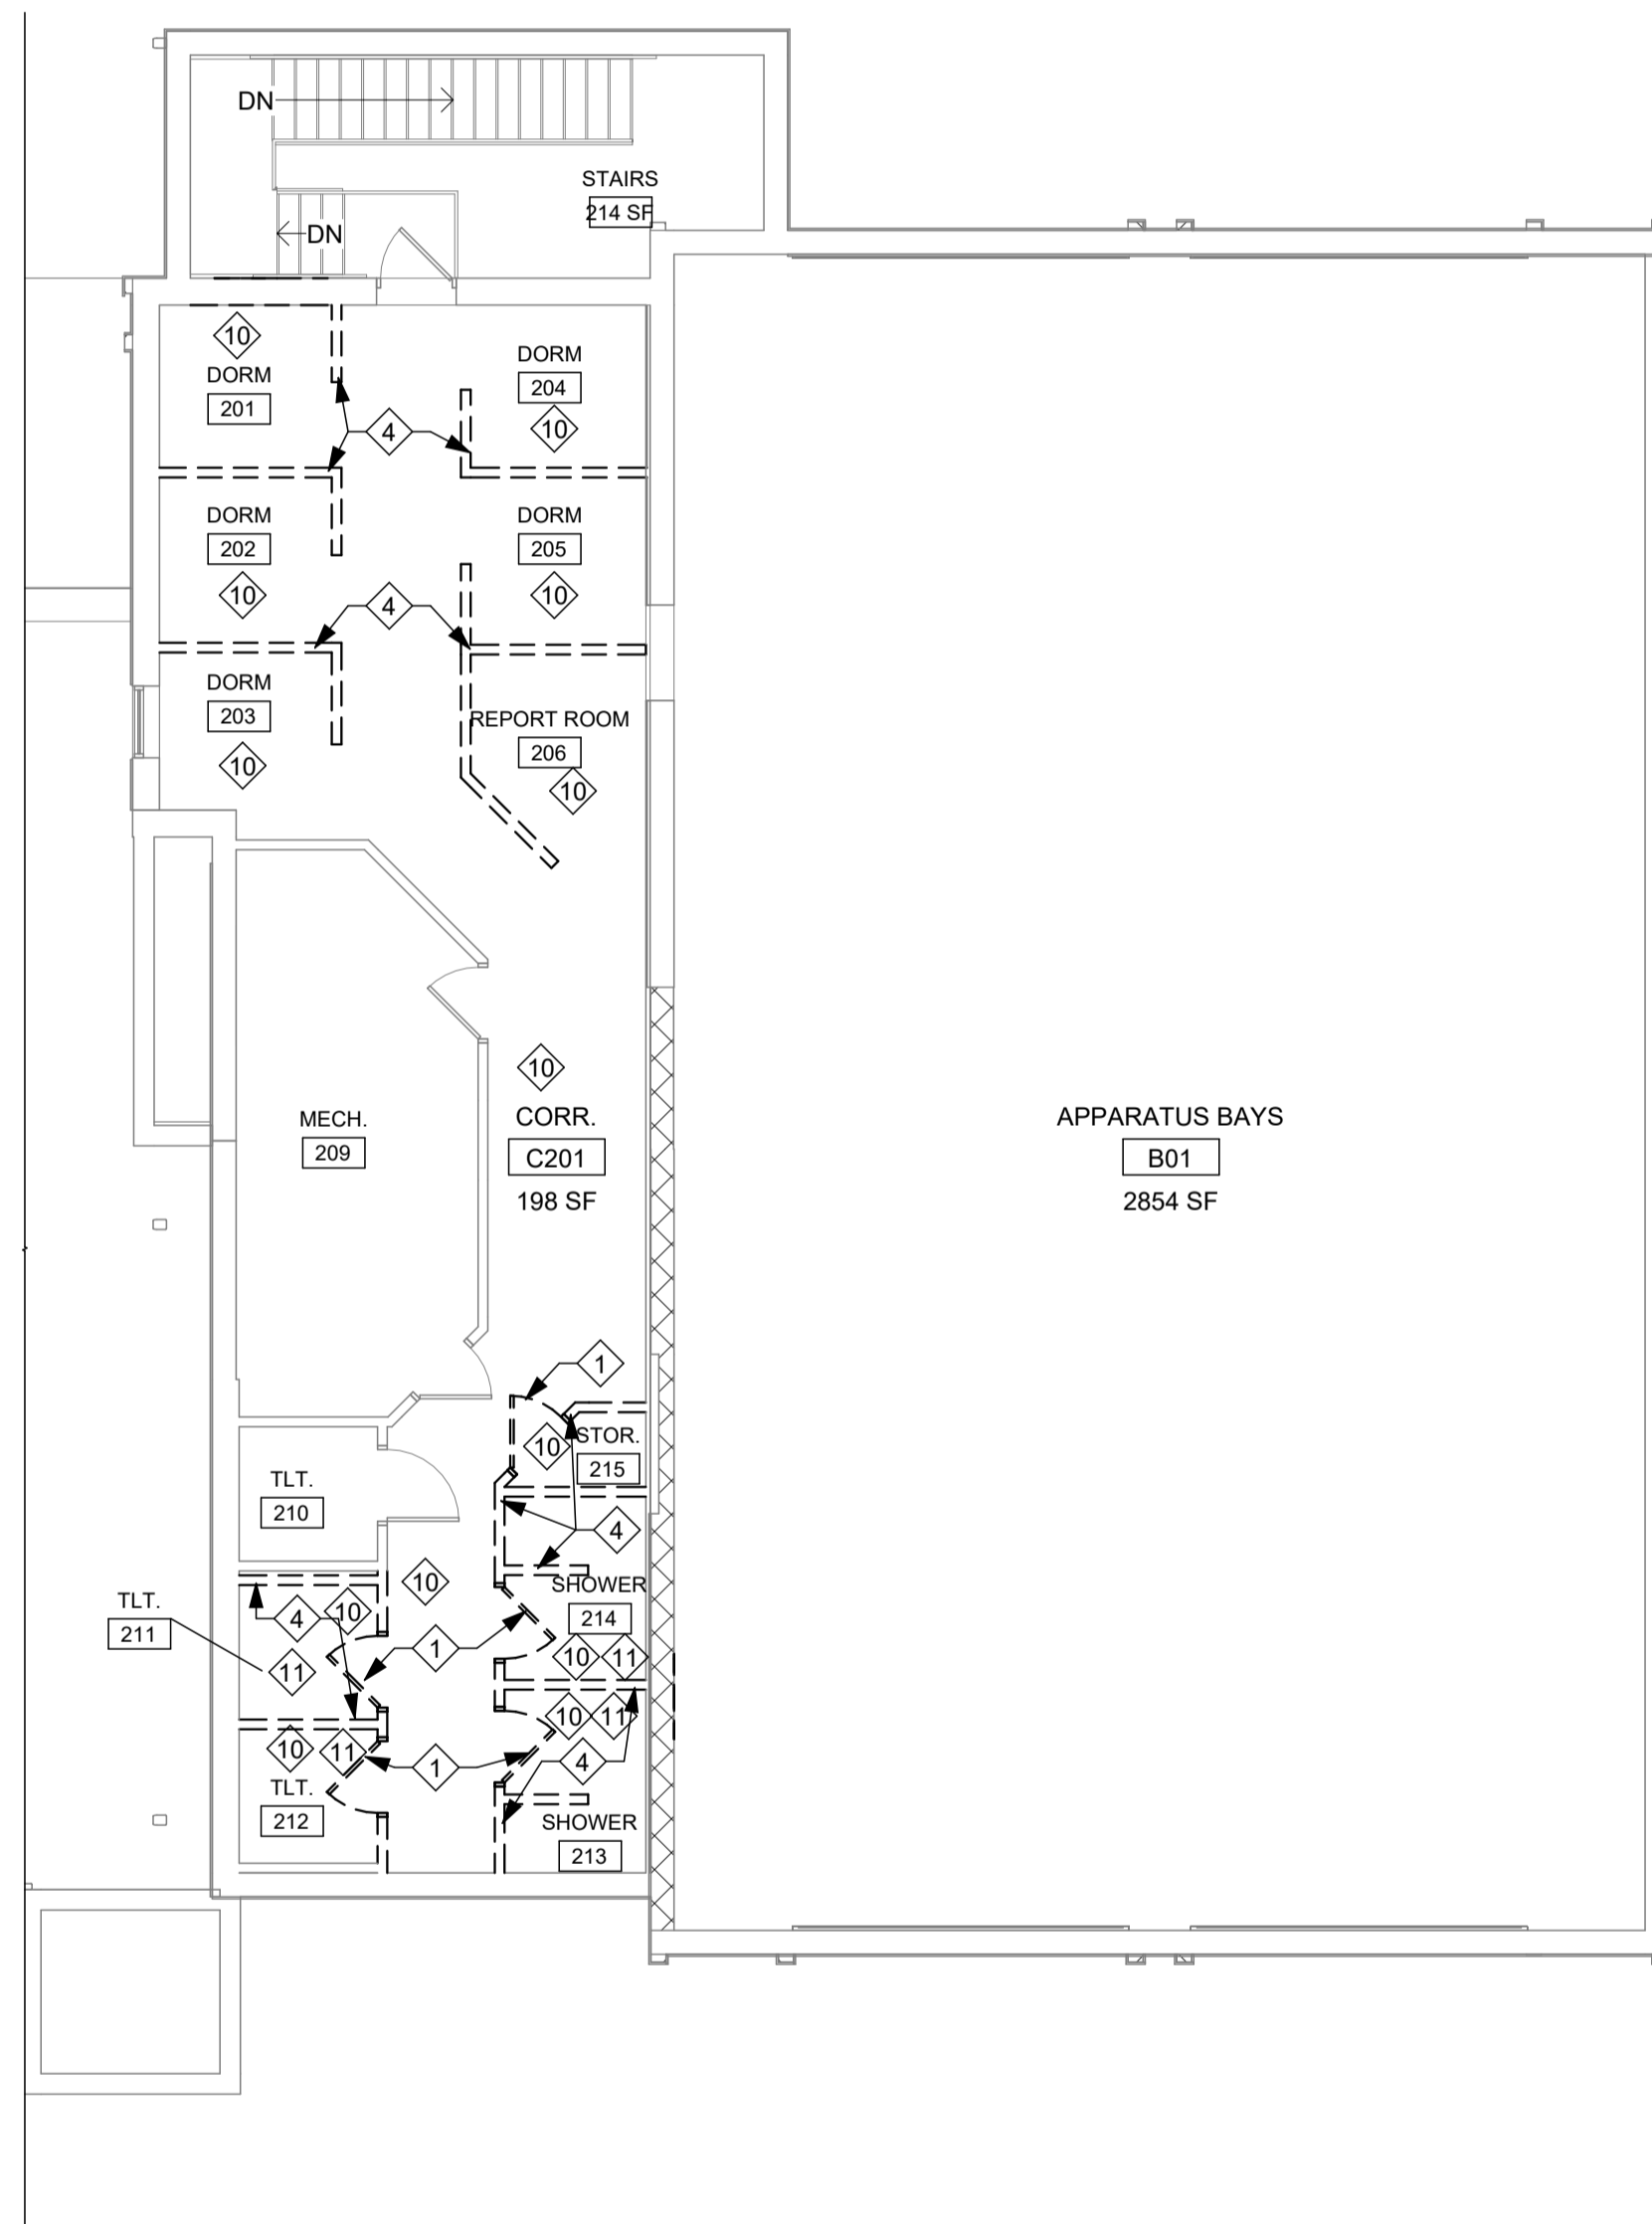 DN
STAIRS
214 SF
DN
10
DORM
201
DORM
204
10
4
DORM
202
10
DORM
205
10
4
DORM
203
10
REPORT ROOM
206
10
10
MECH.
209
CORR.
C201
198 SF
APPARATUS BAYS
B01
2854 SF
1
10
STOR.
215
TLT.
210
4
10
SHOWER
214
TLT.
211
4
10
1
10
11
11
10
11
10
11
1
4
TLT.
212
SHOWER
213